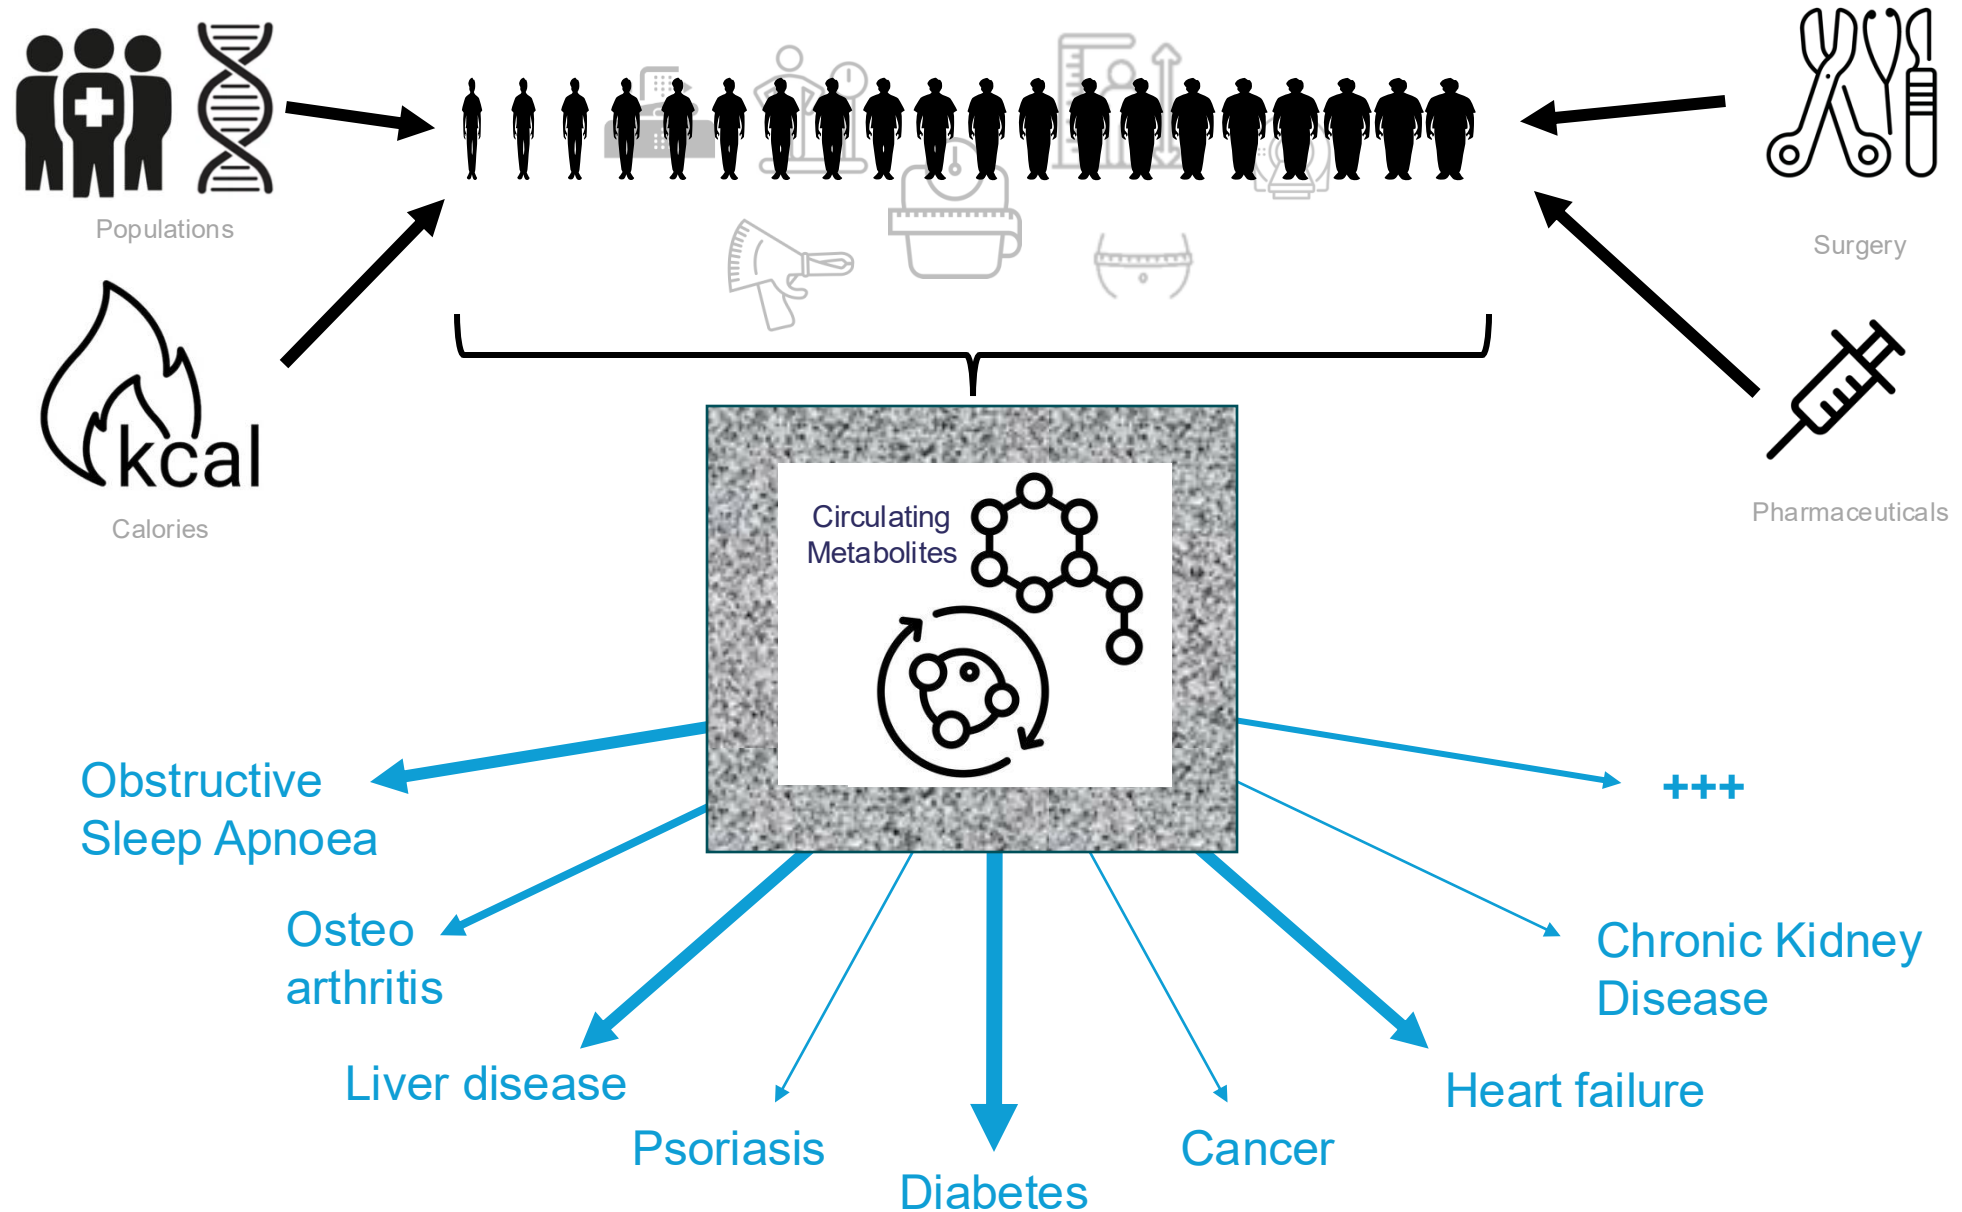 Populations
Surgery
kcal
Calories
Pharmaceuticals
Circulating
Metabolites
Obstructive
Sleep Apnoea
+++
Osteo
arthritis
Chronic Kidney
Disease
Liver disease
Heart failure
Psoriasis
Cancer
Diabetes